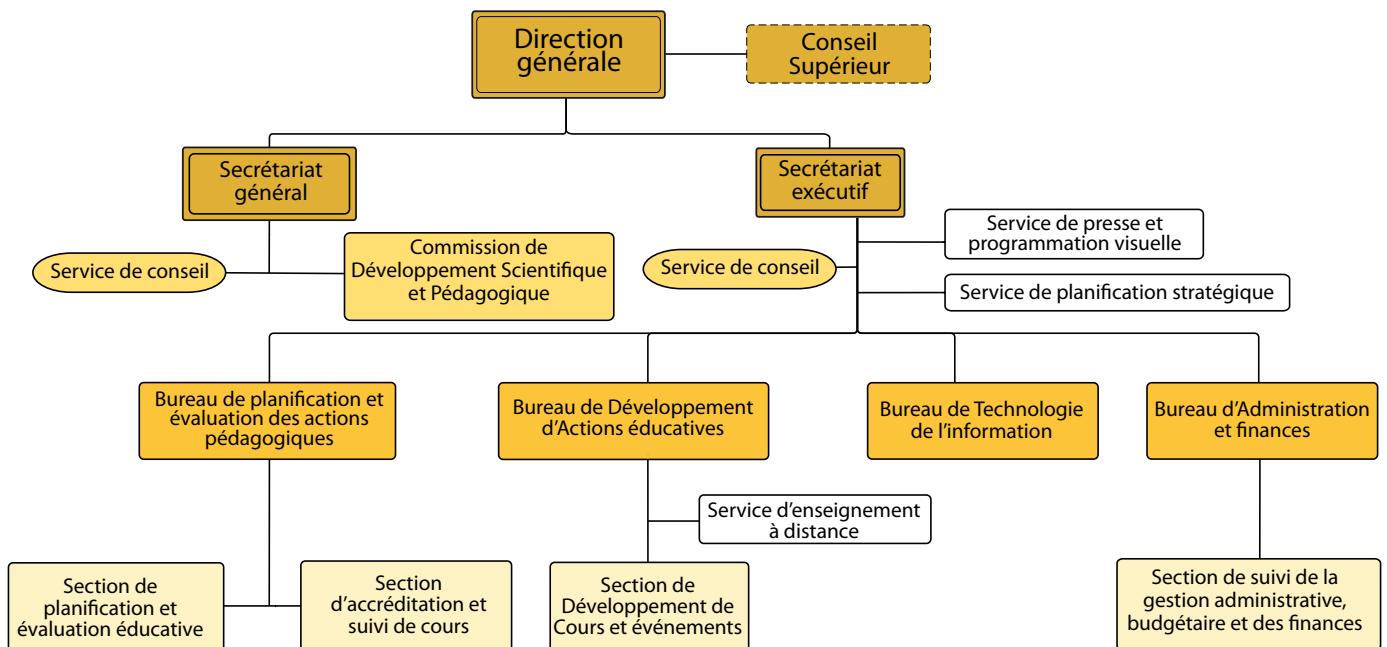 Direction
générale
Conseil
Supérieur
Secrétariat
général
Secrétariat
exécutif
Service de conseil
Commission de
Développement Scientifique
et Pédagogique
Service de conseil
Service de presse et
programmation visuelle
Service de planification stratégique
Bureau de planification et
évaluation des actions
pédagogiques
Bureau de Développement
d’Actions éducatives
Bureau de Technologie
de l’information
Bureau d’Administration
et finances
Service d’enseignement
à distance
Section de
planification et
évaluation éducative
Section
d’accréditation et
suivi de cours
Section de
Développement de
Cours et événements
Section de suivi de la
gestion administrative,
budgétaire et des finances